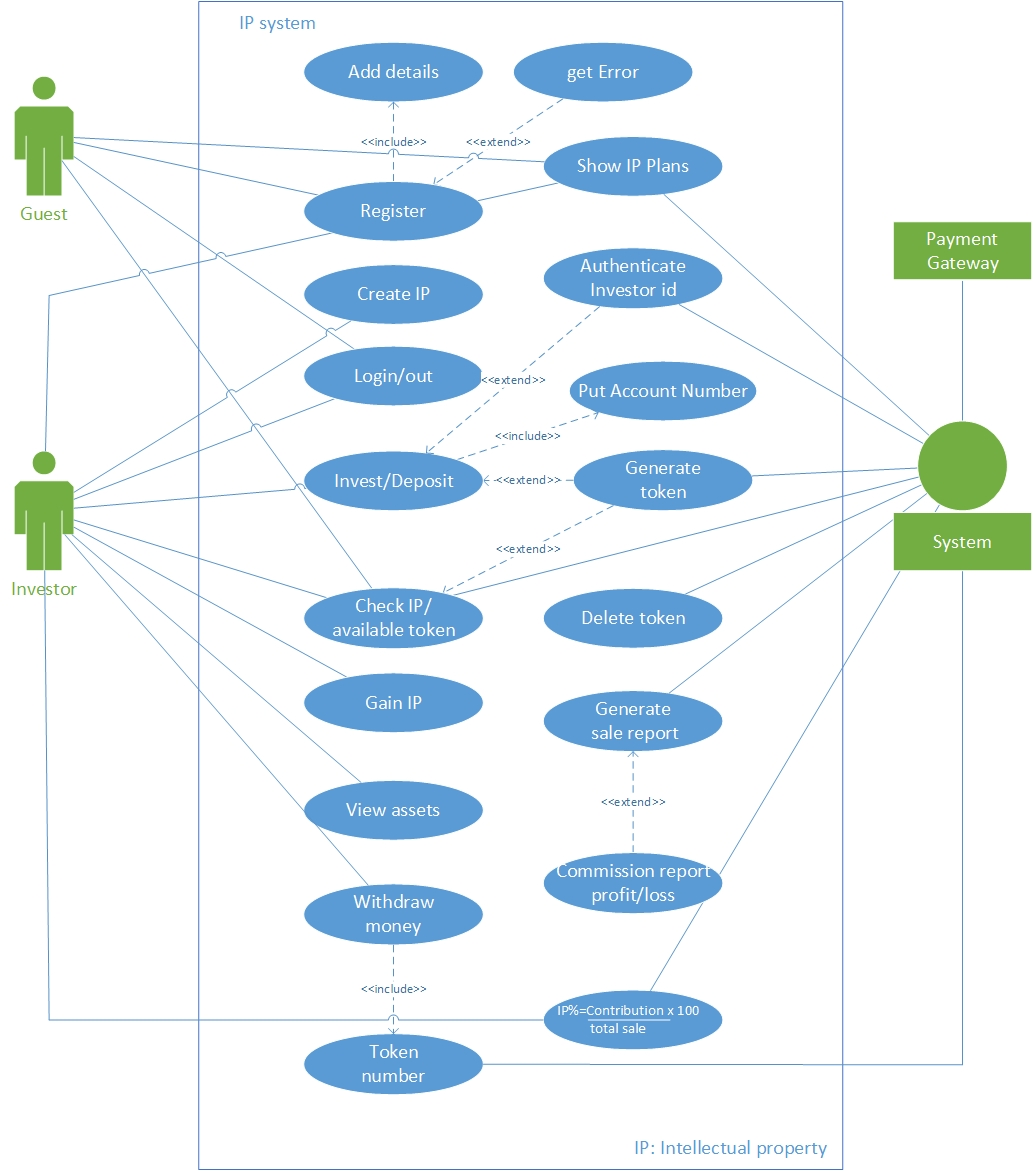 IP system
Add details
get Error
<<include>>
<<extend>>
Show IP Plans
Guest
Register
Payment
Gateway
Authenticate
Investor id
Create IP
Login/out
<<extend>>
Put Account Number
<<include>>
Invest/Deposit
<<extend>>
Generate
token
System
<<extend>>
Investor
Check IP/
available token
Delete token
Gain IP
Generate
sale report
<<extend>>
View assets
Commission report
profit/loss
Withdraw
money
<<include>>
IP%=Contribution x 100
total sale
Token
number
IP: Intellectual property